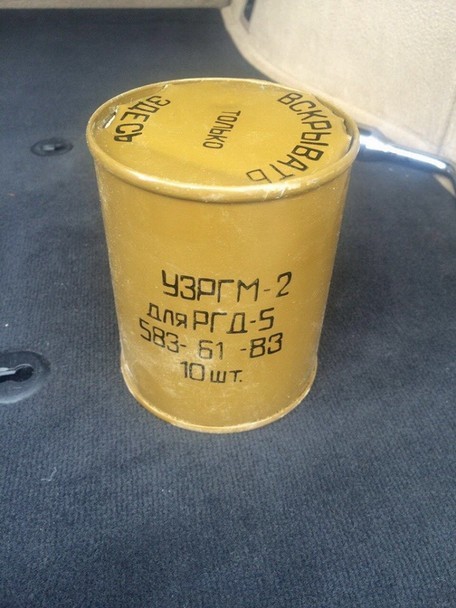 ВСКРЫВАТЬ
ТОЛЬКО
ЗДЕСЬ
УЗРГМ-2
для РГД-5
583- 61 -83
10 шт.